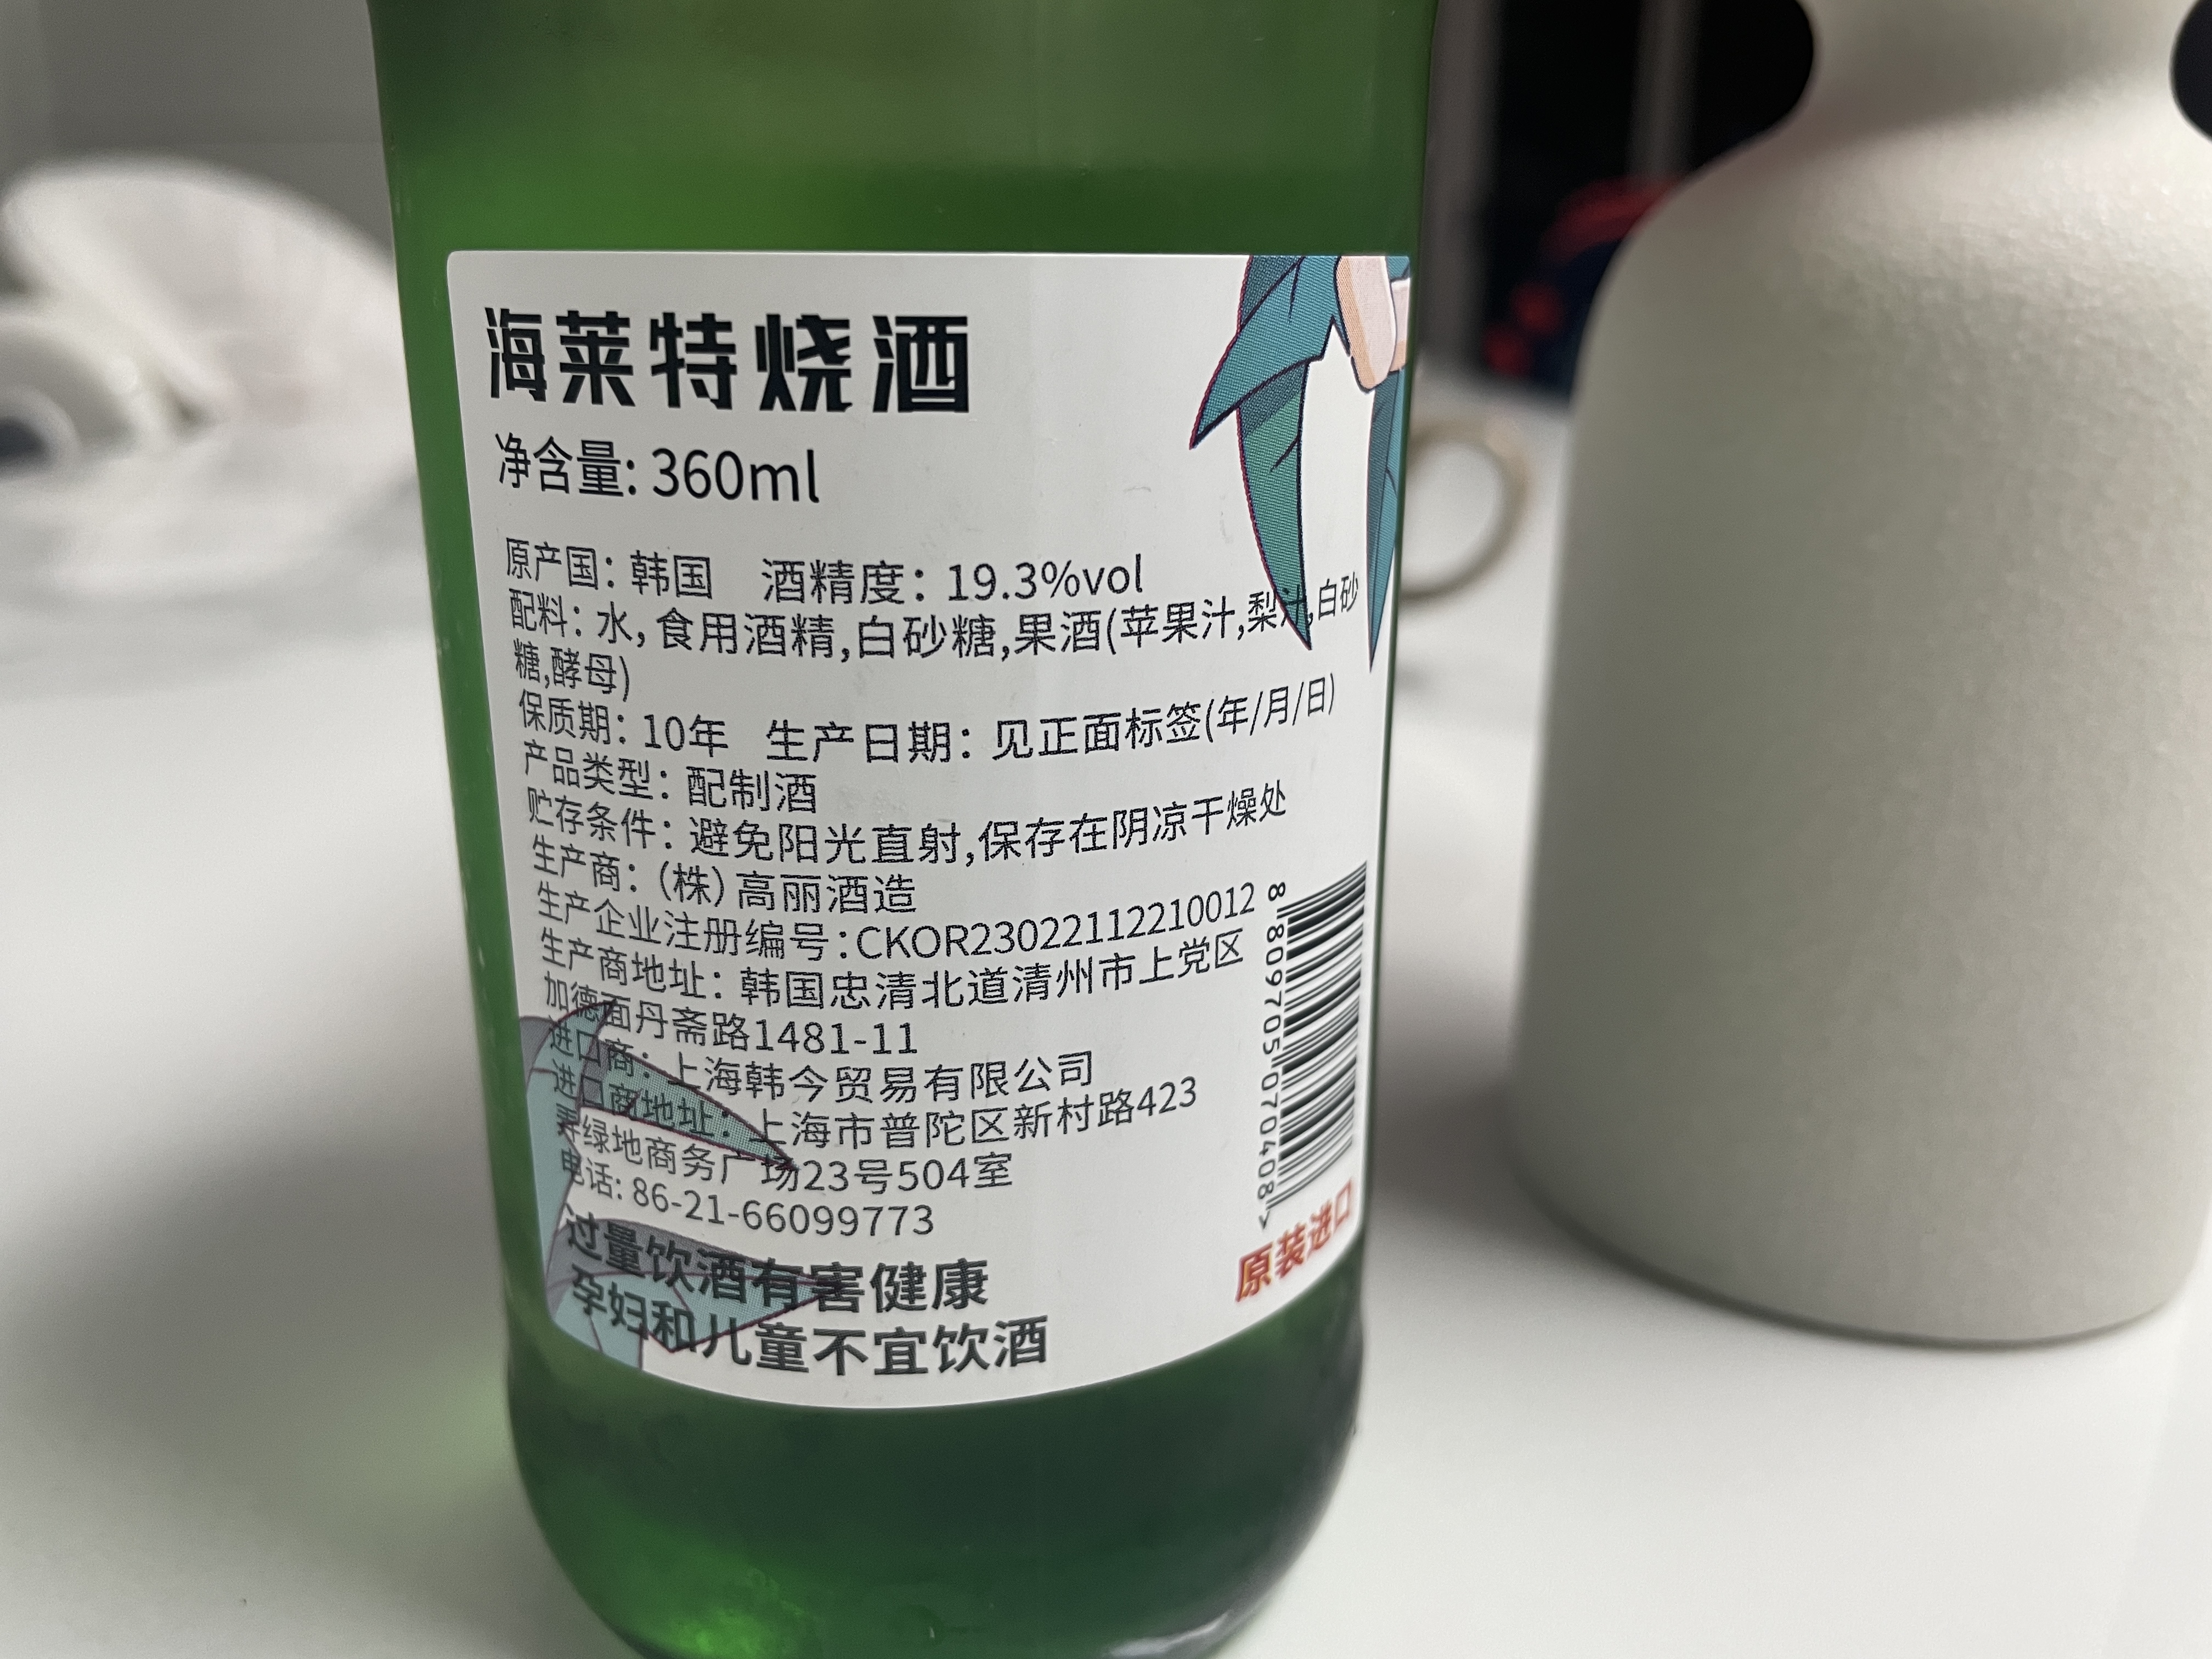 海莱特烧酒
净含量: 360ml
原产国：韩国 酒精度：19.3%vol
配料：水,食用酒精,白砂糖,果酒(苹果汁,梨汁,白砂
糖,酵母)
保质期：10年 生产日期：见正面标签(年/月/日)
产品类型：配制酒
贮存条件：避免阳光直射,保存在阴凉干燥处
生产商：(株)高丽酒造
生产企业注册编号：CKOR23022112210012
生产商地址：韩国忠清北道清州市上党区
加德面丹斋路1481-11
进口商：上海韩今贸易有限公司
进口商地址：上海市普陀区新村路423
弄绿地商务广场23号504室
电话: 86-21-66099773
过量饮酒有害健康
孕妇和儿童不宜饮酒
8 809705 070408 >
原装进口